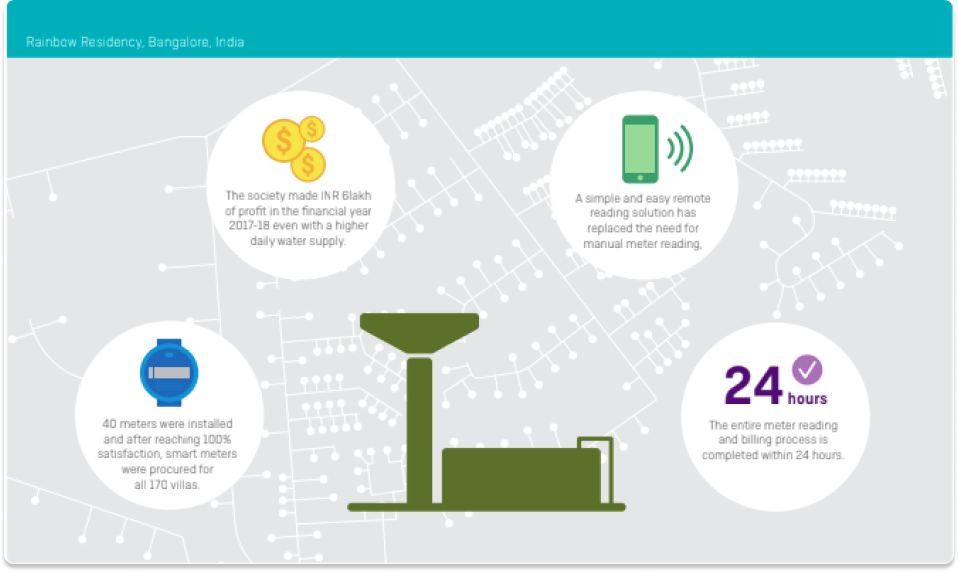 Rainbow Residency, Bangalore, India
$ $ $
The society made INR 6lakh
of profit in the financial year
2017-18 even with a higher
daily water supply.
A simple and easy remote
reading solution has
replaced the need for
manual meter reading,
40 meters were installed
and after reaching 100%
satisfaction, smart meters
were procured for
all 170 villas.
24 hours
The entire meter reading
and billing process is
completed within 24 hours.